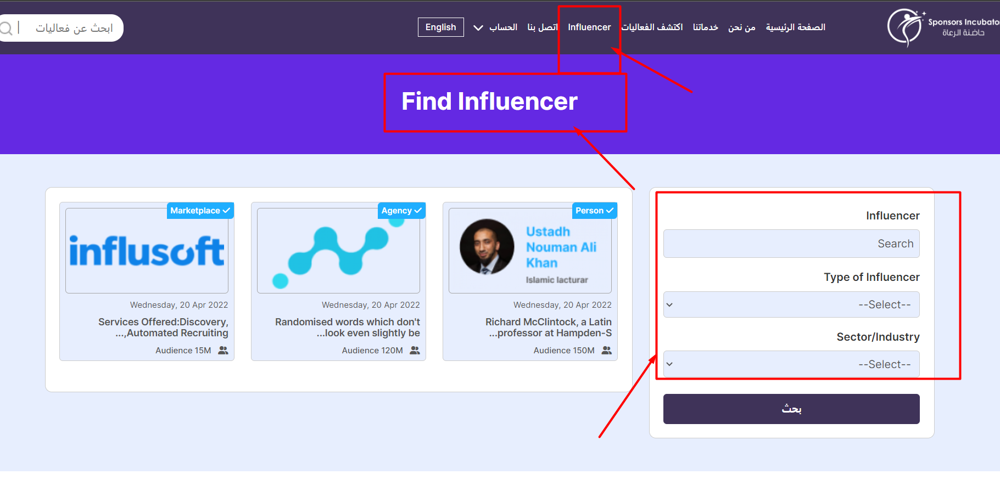 Sponsors Incubator
حاضنة الرعاة
الصفحة الرئيسية
من نحن
خدماتنا
اكتشف الفعاليات
Influencer
اتصل بنا
الحساب
English
ابحث عن فعاليات
Find Influencer
Influencer
Search
Type of Influencer
--Select--
Sector/Industry
--Select--
بحث
Person
Ustadh
Nouman Ali
Khan
Islamic lacturar
Wednesday, 20 Apr 2022
Richard McClintock, a Latin
...professor at Hampden-S
Audience 150M
Agency
Wednesday, 20 Apr 2022
Randomised words which don't
...look even slightly be
Audience 120M
Marketplace
influsoft
Wednesday, 20 Apr 2022
Services Offered:Discovery,
...,Automated Recruiting
Audience 15M